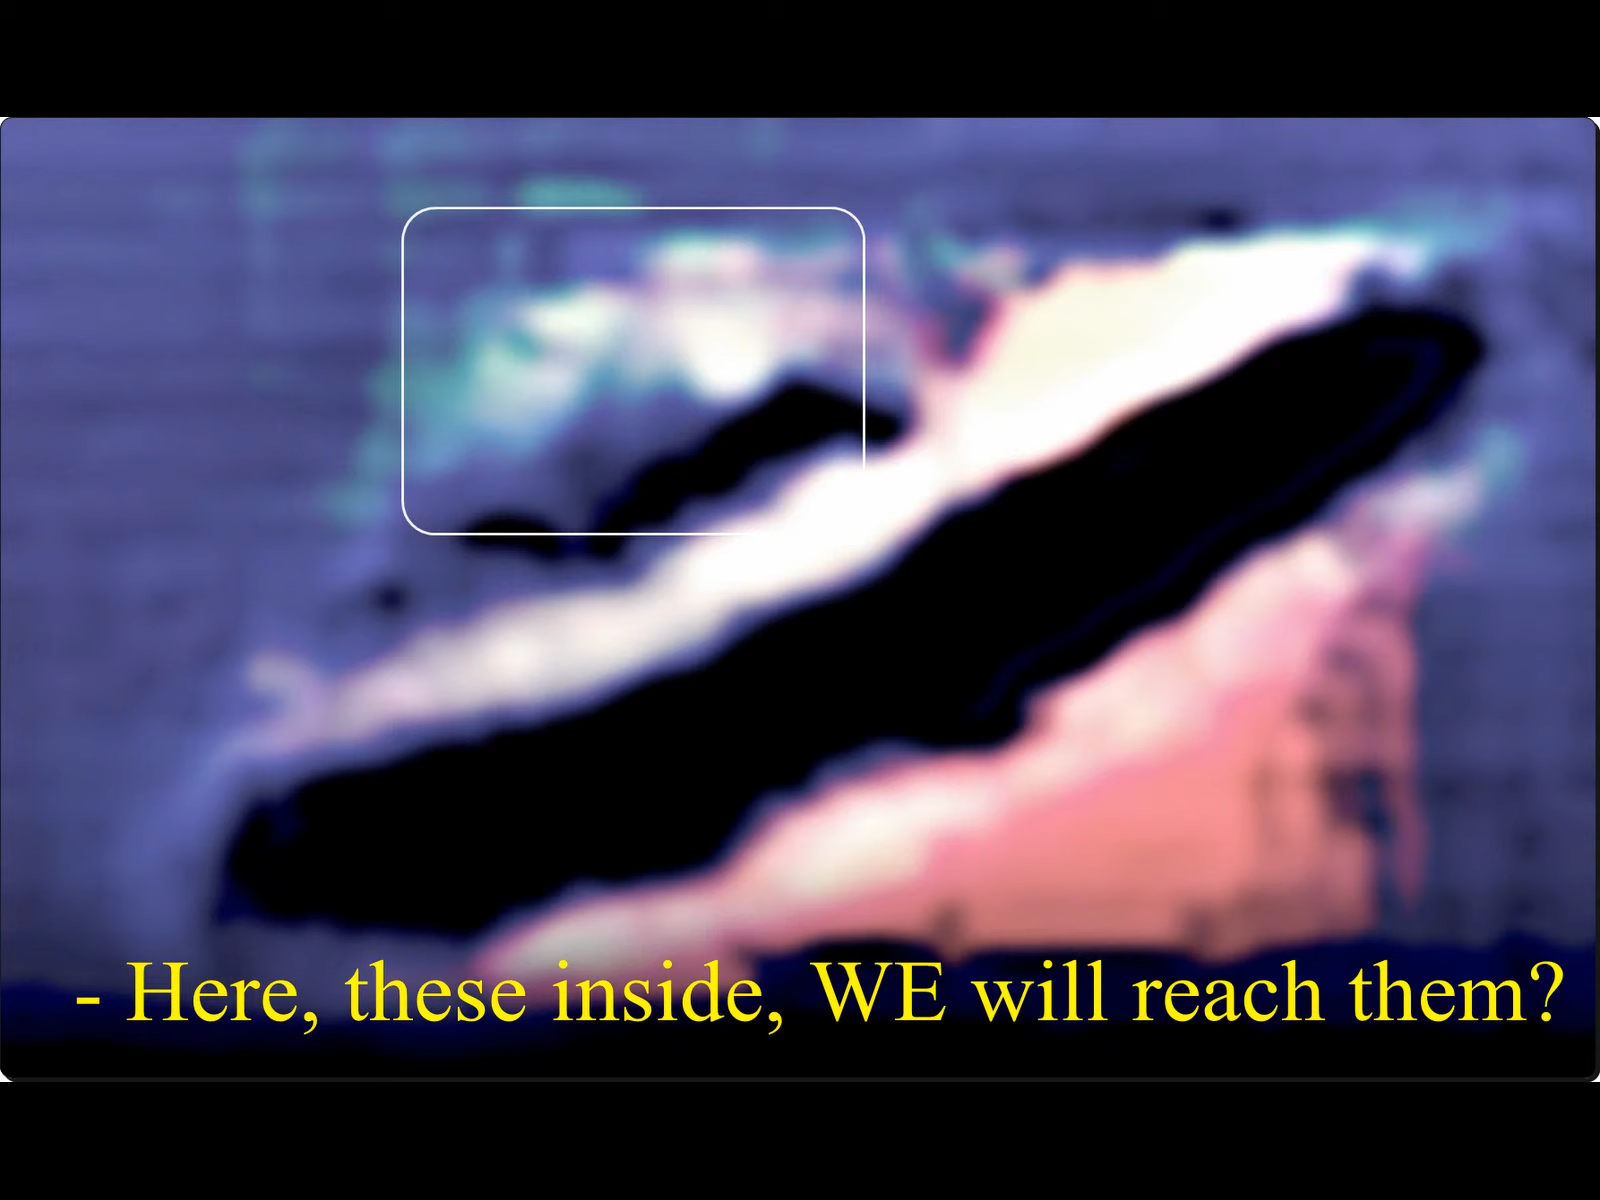 - Here, these inside, WE will reach them?